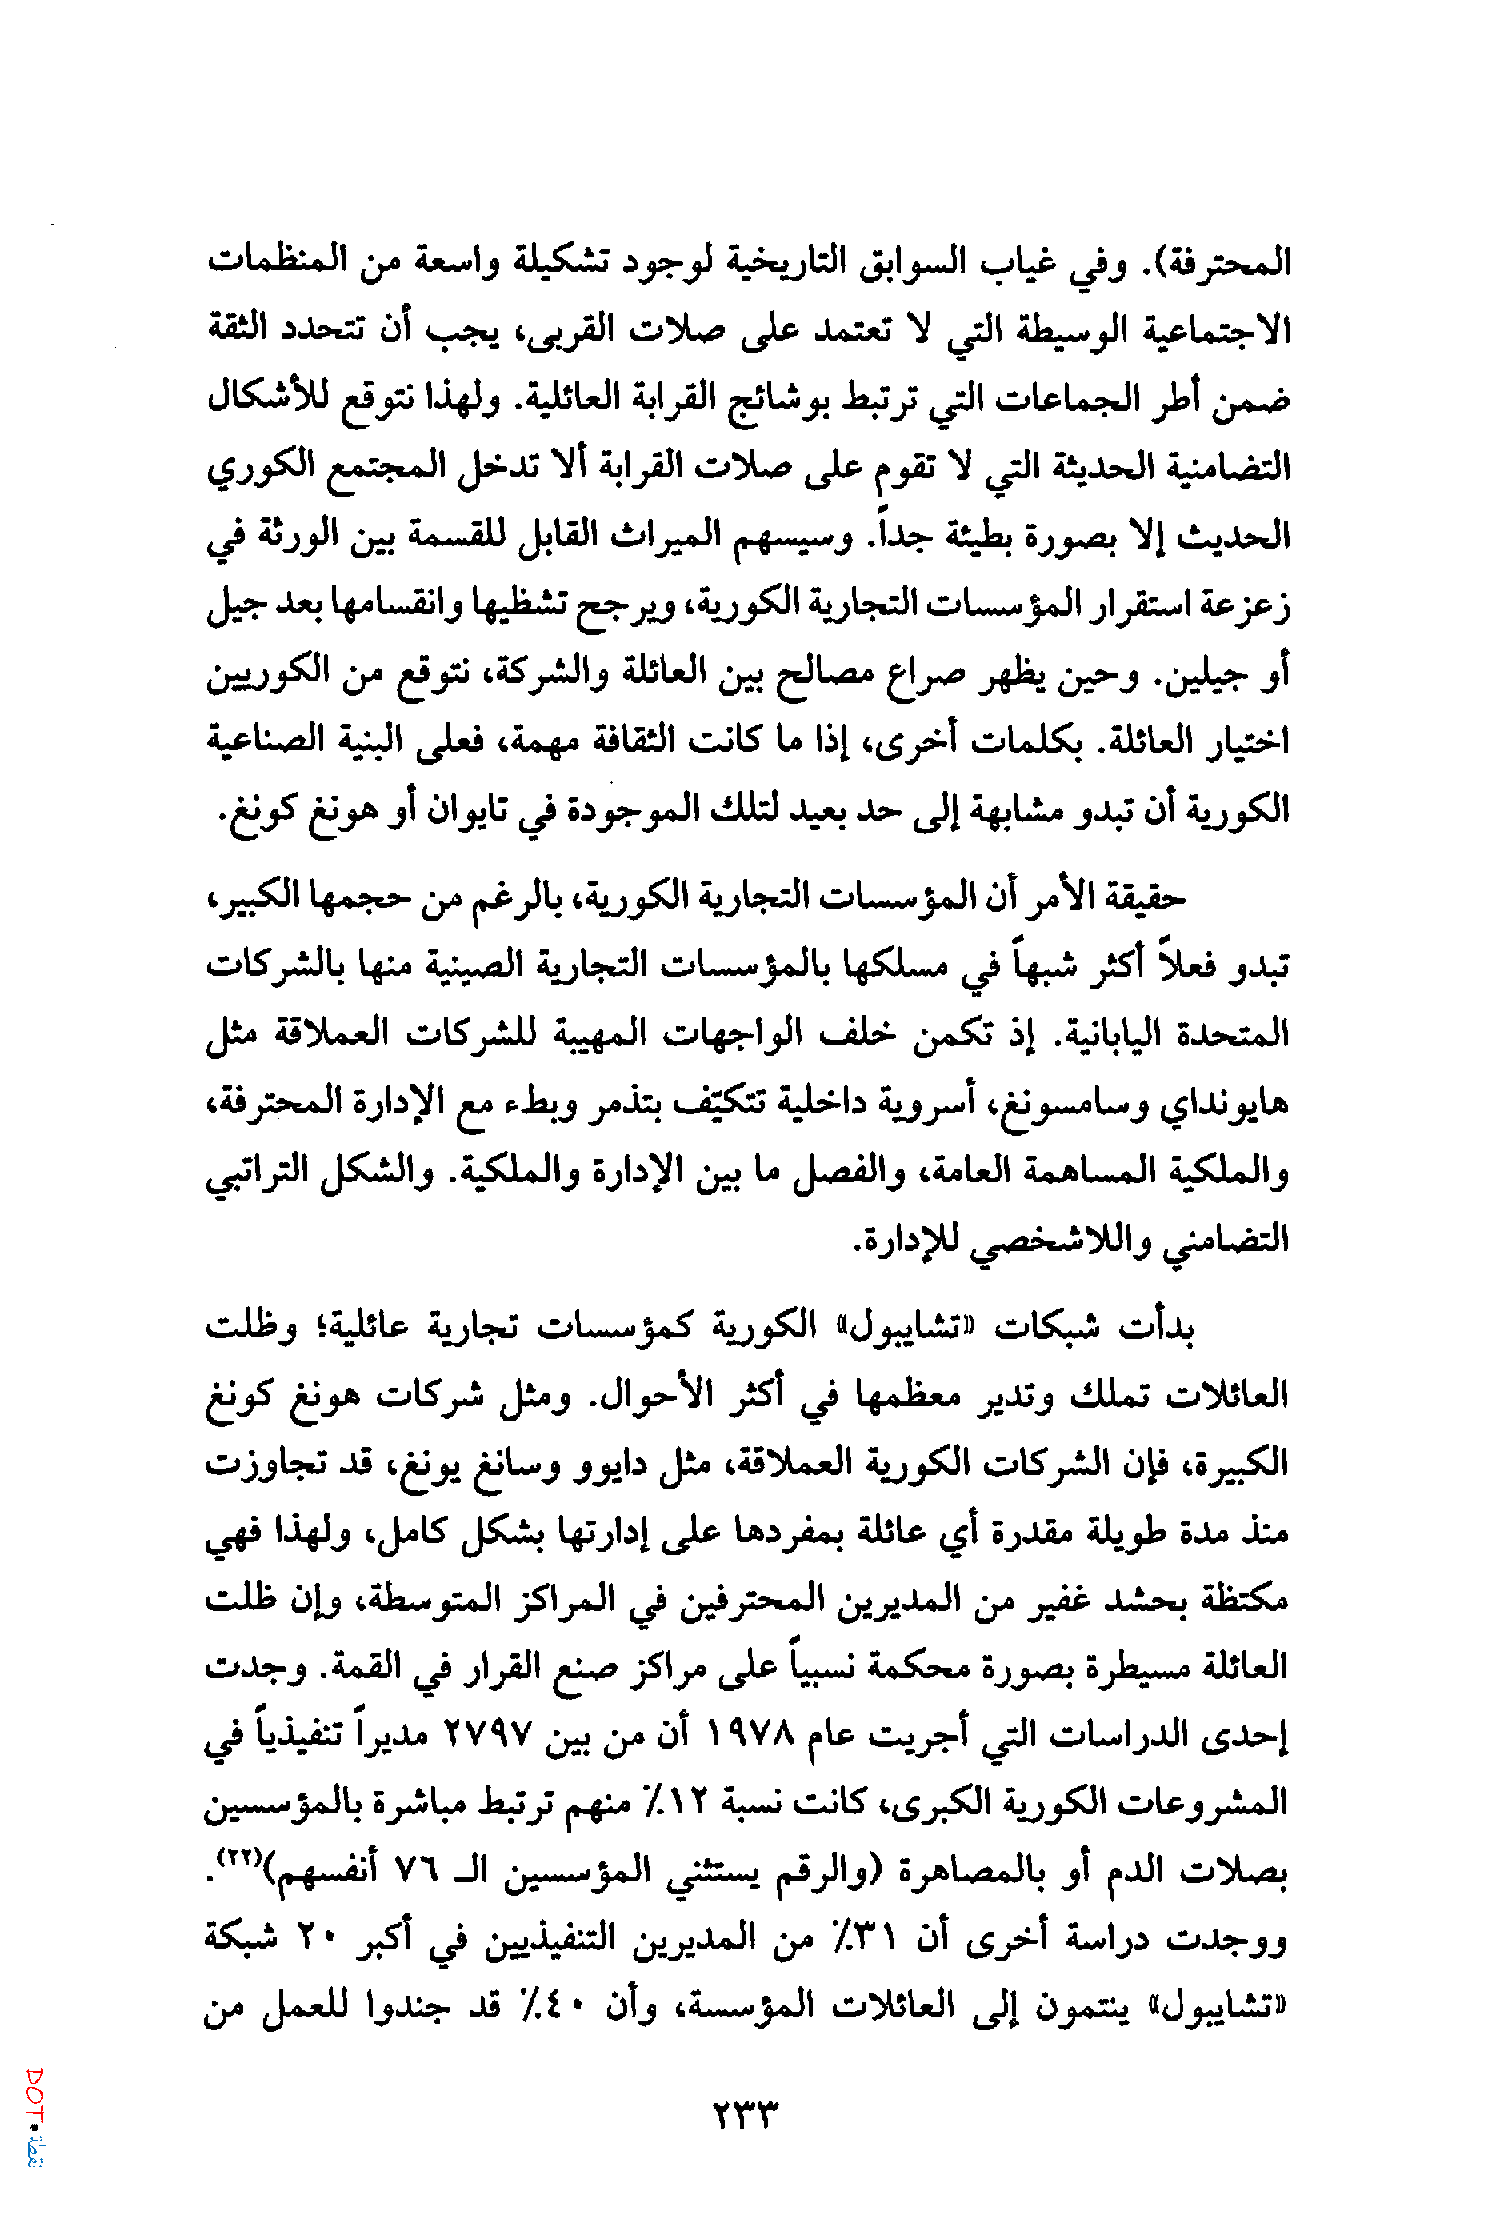 المحترفة). وفي غياب السوابق التاريخية لوجود تشكيلة واسعة من المنظمات
الاجتماعية الوسيطة التي لا تعتمد على صلات القربى، يجب أن تتحدد الثقة
ضمن أطر الجماعات التي ترتبط بوشائج القرابة العائلية. ولهذا نتوقع للأشكال
التضامنية الحديثة التي لا تقوم على صلات القرابة ألا تدخل المجتمع الكوري
الحديث إلا بصورة بطيئة جداً. وسيسهم الميراث القابل للقسمة بين الورثة في
زعزعة استقرار المؤسسات التجارية الكورية، ويرجح تشظيها وانقسامها بعد جيل
أو جيلين. وحين يظهر صراع مصالح بين العائلة والشركة، نتوقع من الكوريين
اختيار العائلة. بكلمات أخرى، إذا ما كانت الثقافة مهمة، فعلى البنية الصناعية
الكورية أن تبدو مشابهة إلى حد بعيد لتلك الموجودة في تايوان أو هونغ كونغ.
حقيقة الأمر أن المؤسسات التجارية الكورية، بالرغم من حجمها الكبير،
تبدو فعلاً أكثر شبهاً في مسلكها بالمؤسسات التجارية الصينية منها بالشركات
المتحدة اليابانية. إذ تكمن خلف الواجهات المهيبة للشركات العملاقة مثل
هايونداي وسامسونغ، أسروية داخلية تتكيّف بتذمر وبطء مع الإدارة المحترفة،
والملكية المساهمة العامة، والفصل ما بين الإدارة والملكية. والشكل التراتبي
التضامني واللاشخصي للإدارة.
بدأت شبكات «تشايبول» الكورية كمؤسسات تجارية عائلية؛ وظلت
العائلات تملك وتدير معظمها في أكثر الأحوال. ومثل شركات هونغ كونغ
الكبيرة، فإن الشركات الكورية العملاقة، مثل دايوو وسانغ يونغ، قد تجاوزت
منذ مدة طويلة مقدرة أي عائلة بمفردها على إدارتها بشكل كامل، ولهذا فهي
مكتظة بحشد غفير من المديرين المحترفين في المراكز المتوسطة، وإن ظلت
العائلة مسيطرة بصورة محكمة نسبياً على مراكز صنع القرار في القمة. وجدت
إحدى الدراسات التي أجريت عام ١٩٧٨ أن من بين ٢٧٩٧ مديراً تنفيذياً في
المشروعات الكورية الكبرى، كانت نسبة ١٢٪ منهم ترتبط مباشرة بالمؤسسين
بصلات الدم أو بالمصاهرة (والرقم يستثني المؤسسين الـ ٧٦ أنفسهم)(٢٢).
ووجدت دراسة أخرى أن ٣١٪ من المديرين التنفيذيين في أكبر ٢٠ شبكة
«تشايبول» ينتمون إلى العائلات المؤسسة، وأن ٤٠٪ قد جندوا للعمل من
٢٣٣
DOT • نقطة